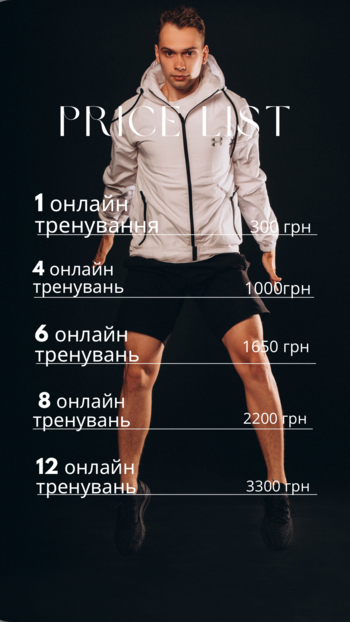 PRICE LIST
1 онлайн
тренування
300 грн
4 онлайн
тренувань
1000грн
6 онлайн
тренувань
1650 грн
8 онлайн
тренувань
2200 грн
12 онлайн
тренувань
3300 грн